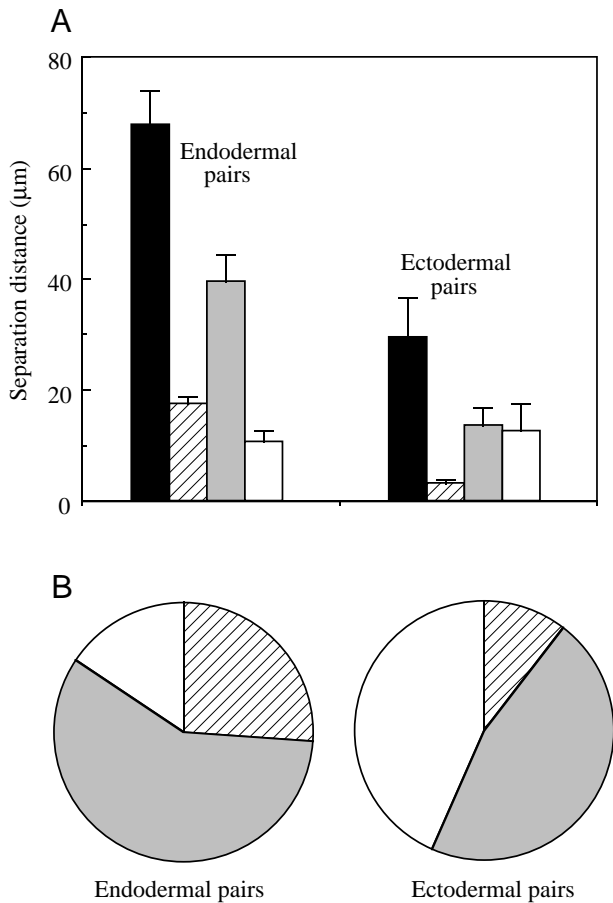 A
80
60
40
20
0
Separation distance (μm)
Endodermal
pairs
Ectodermal
pairs
B
Endodermal pairs
Ectodermal pairs